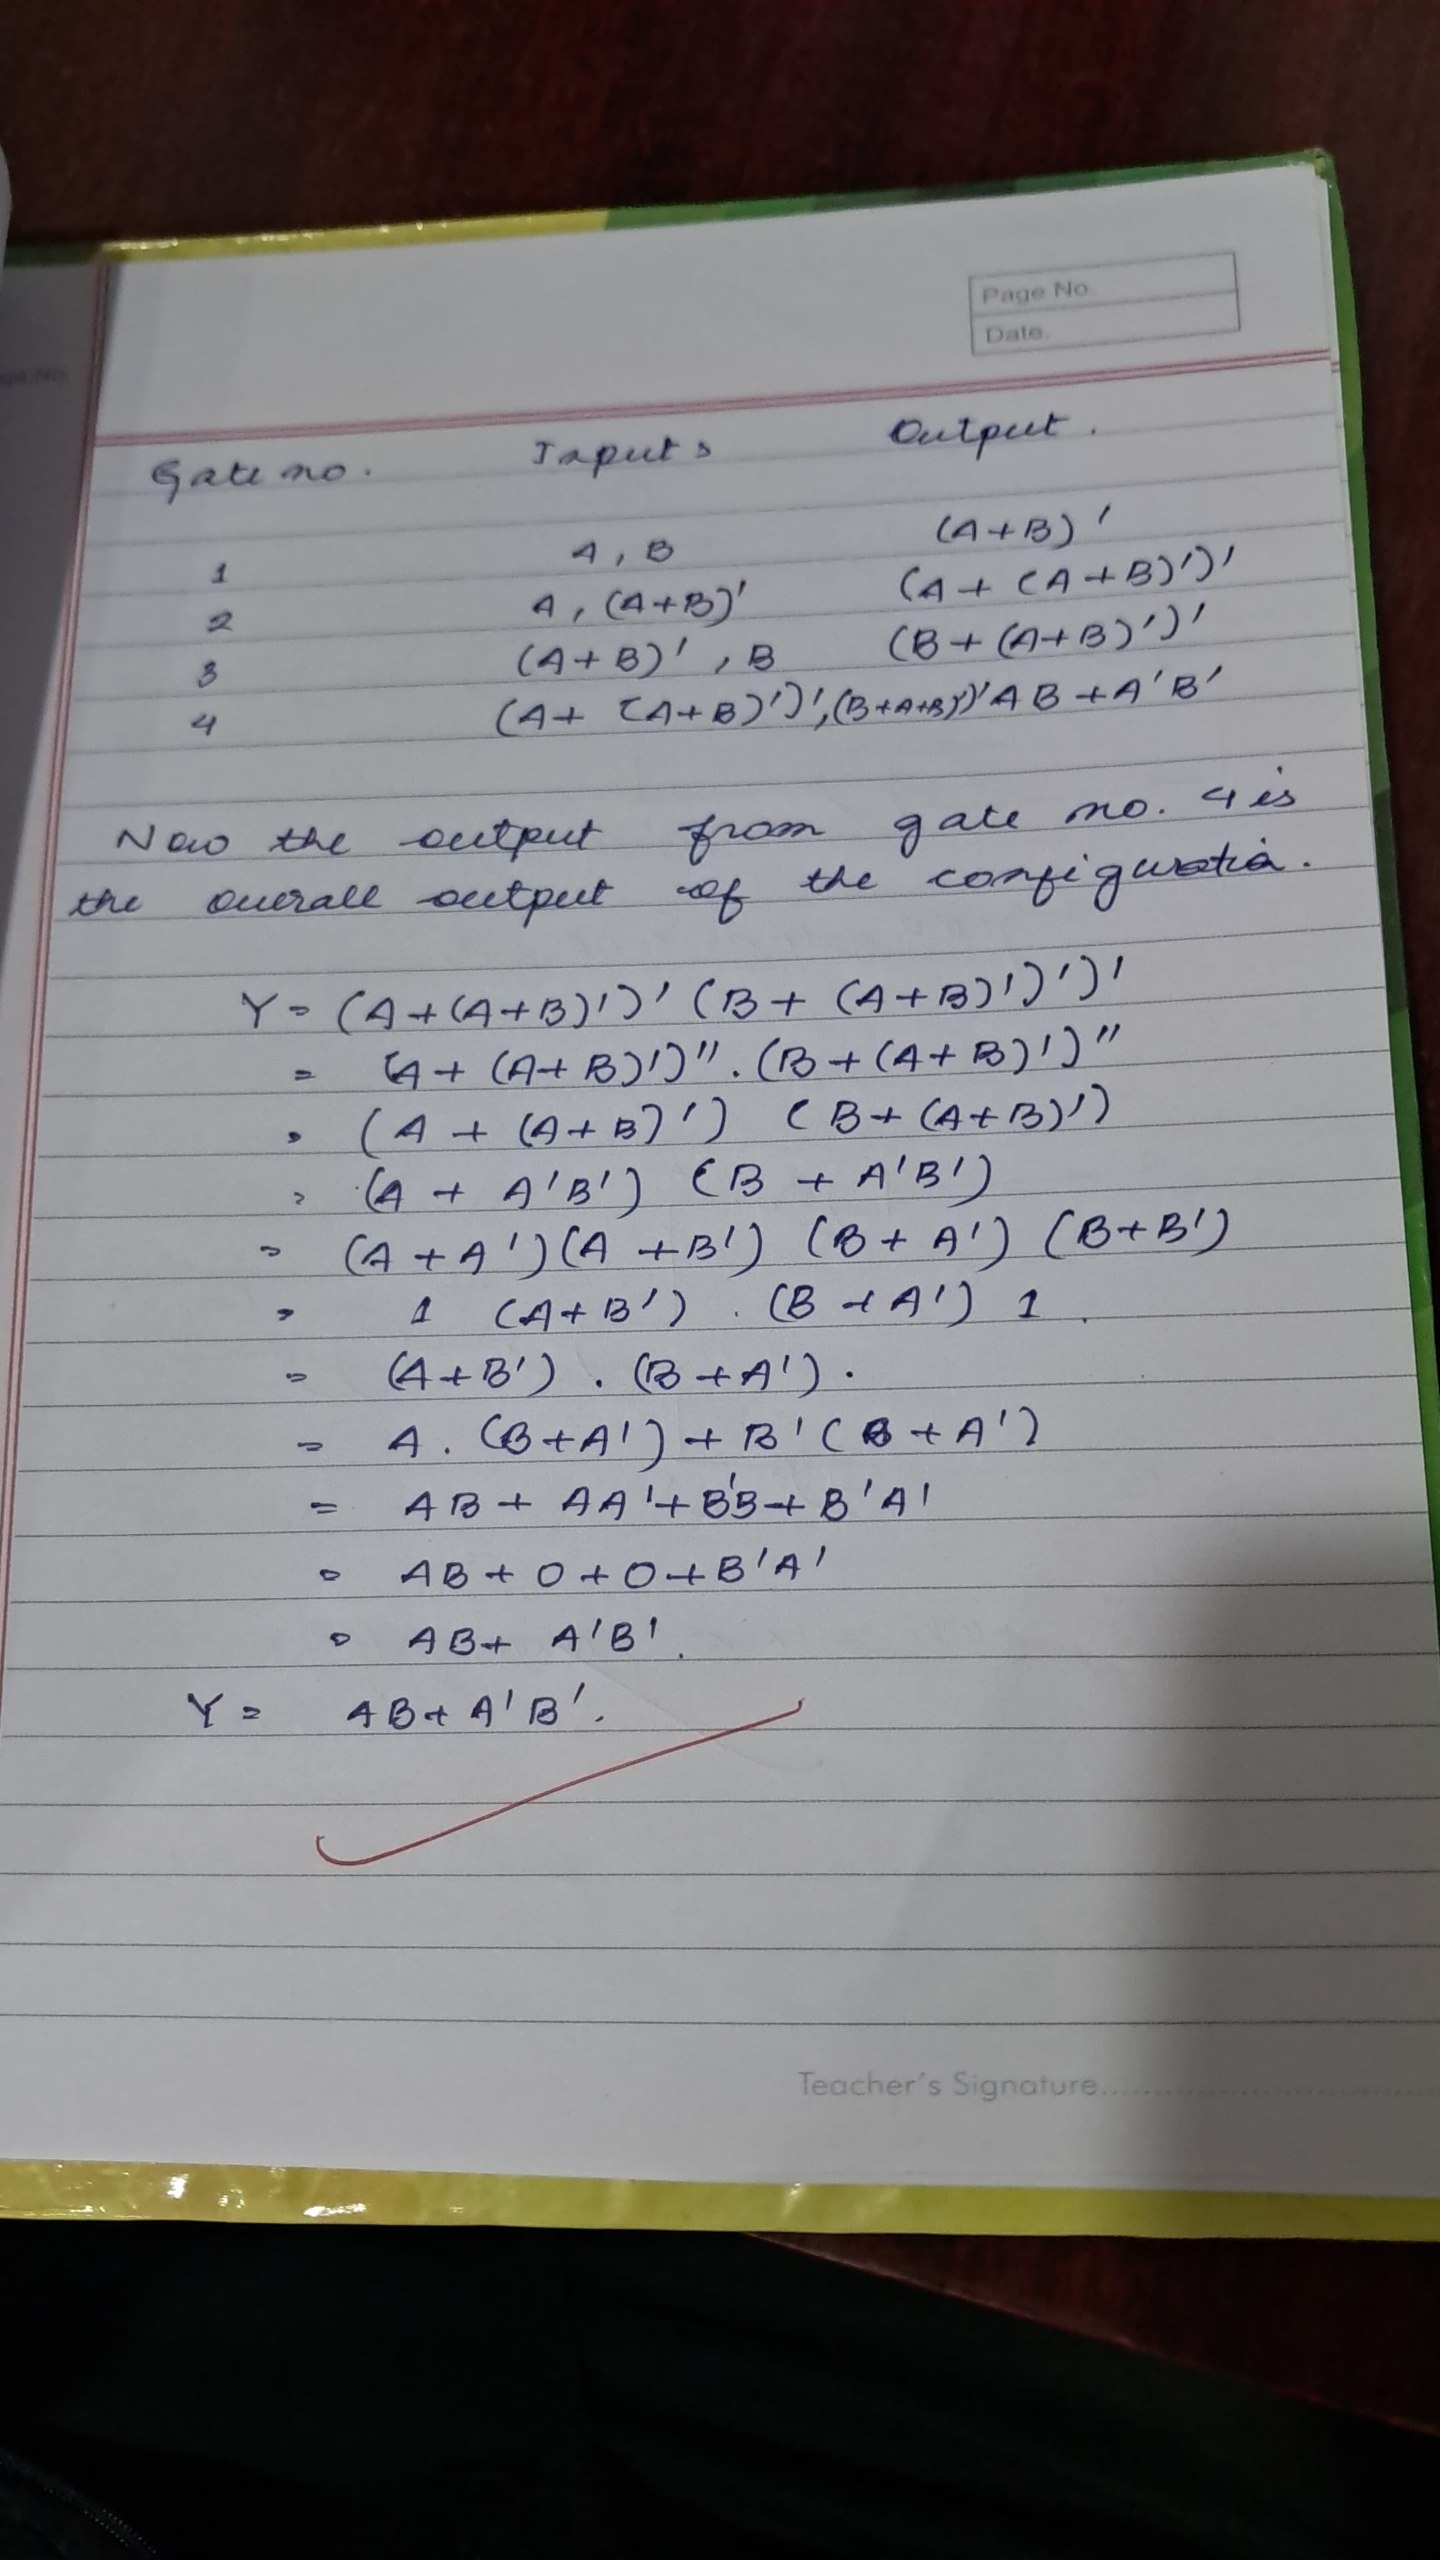 Page No.
Date.
Gate no. Inputs Output.
1 A, B (A+B)'
2 A, (A+B)' (A + (A+B)')'
3 (A+B)', B (B + (A+B)')'
4 (A+ (A+B)')', (B+A+B)')' AB + A'B'
Now the output from gate no. 4 is
the overall output of the configuration.
Y = (A+(A+B)')' (B + (A+B)')')'
= (A + (A+B)')'' . (B + (A+B)')''
= (A + (A+B)') (B + (A+B)')
= (A + A'B') (B + A'B')
= (A + A') (A + B') (B + A') (B+B')
= 1 (A+B') . (B + A') 1 .
= (A+B') . (B+A') .
= A . (B+A') + B' (B + A')
= AB + AA' + B'B + B'A'
= AB + 0 + 0 + B'A'
= AB + A'B' .
Y = AB + A'B' .
Teacher's Signature